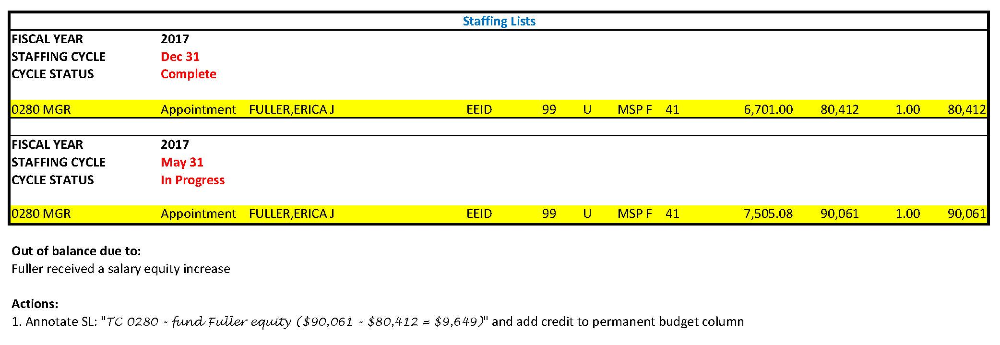 Staffing Lists
FISCAL YEAR 2017
STAFFING CYCLE Dec 31
CYCLE STATUS Complete
0280 MGR Appointment FULLER,ERICA J EEID 99 U MSP F 41 6,701.00 80,412 1.00 80,412
FISCAL YEAR 2017
STAFFING CYCLE May 31
CYCLE STATUS In Progress
0280 MGR Appointment FULLER,ERICA J EEID 99 U MSP F 41 7,505.08 90,061 1.00 90,061
Out of balance due to:
Fuller received a salary equity increase
Actions:
1. Annotate SL: "TC 0280 - fund Fuller equity ($90,061 - $80,412 = $9,649)" and add credit to permanent budget column